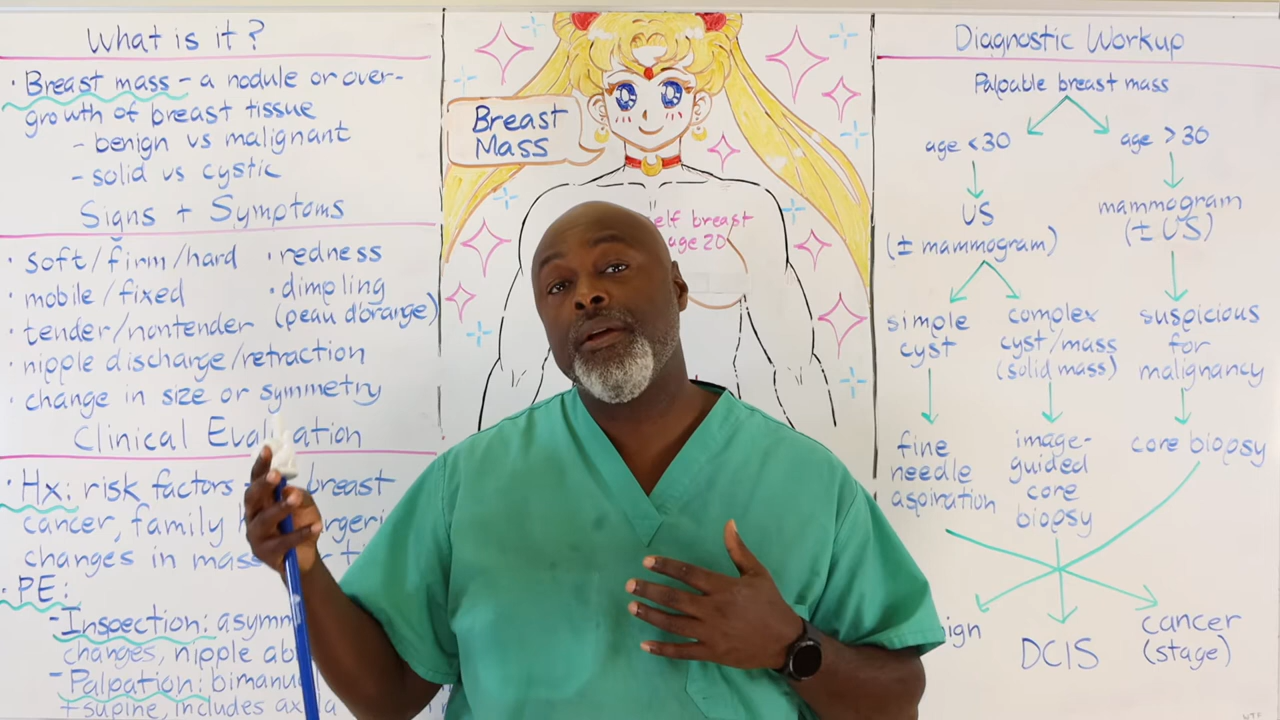 What is it?
· Breast mass - a nodule or over-
growth of breast tissue
- benign vs malignant
- solid vs cystic
Signs + Symptoms
· soft/firm/hard
· mobile/fixed
· tender/nontender
· nipple discharge/retraction
· change in size or symmetry
· redness
· dimpling
(peau d'orange)
Clinical Evaluation
· Hx: risk factors breast
cancer, family
changes in mass
· PE:
- Inspection:
changes, nipple
- Palpation:
+ supine, includes
Breast
Mass
breast
age 20
Diagnostic Workup
Palpable breast mass
age <30
US
(± mammogram)
simple
cyst
fine
needle
aspiration
complex
cyst/mass
(solid mass)
image-
guided
core
biopsy
age >30
mammogram
(± US)
suspicious
for
malignancy
core biopsy
DCIS
cancer
(stage)